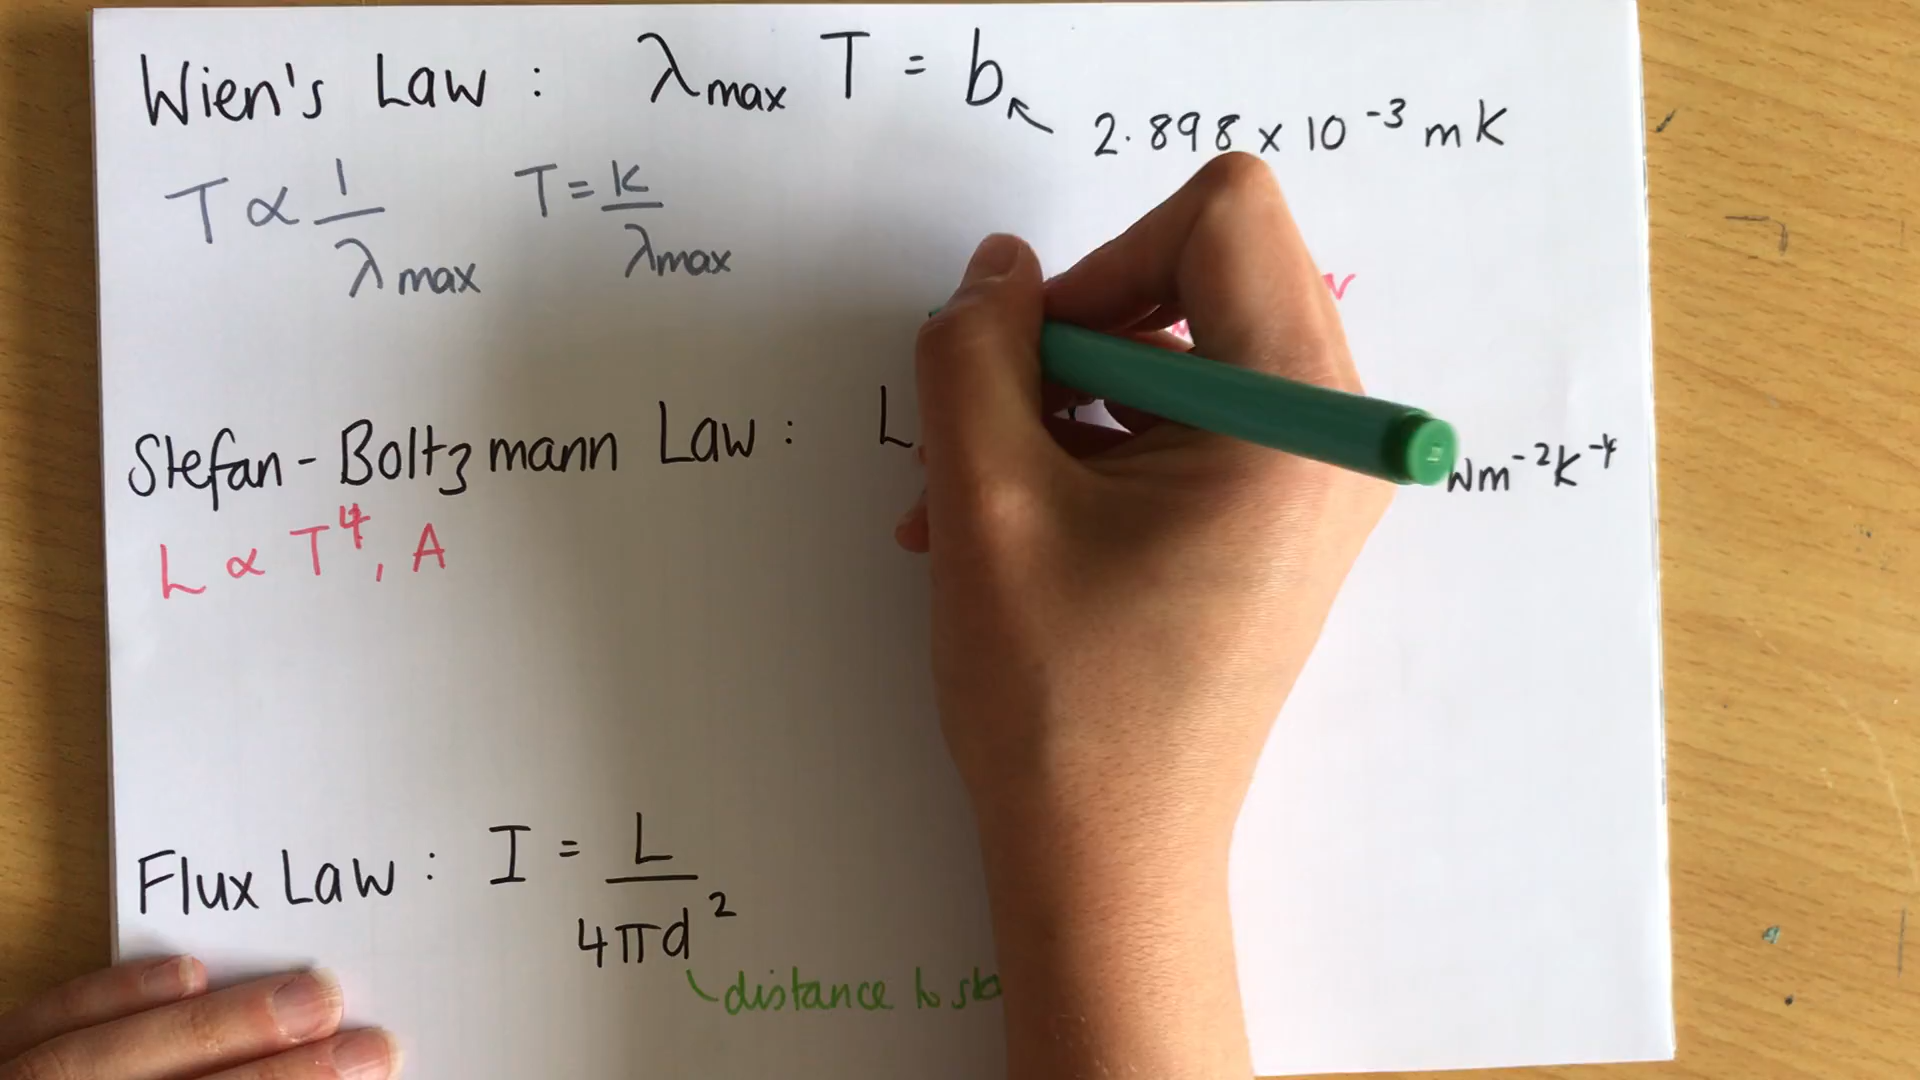 Wien's Law : λmax T = b
2.898 x 10⁻³ mK
T ∝ 1/λmax T = k/λmax
Stefan-Boltzmann Law : L
Wm⁻²K⁻⁴
L ∝ T⁴, A
Flux Law : I = L/4πd²
distance to